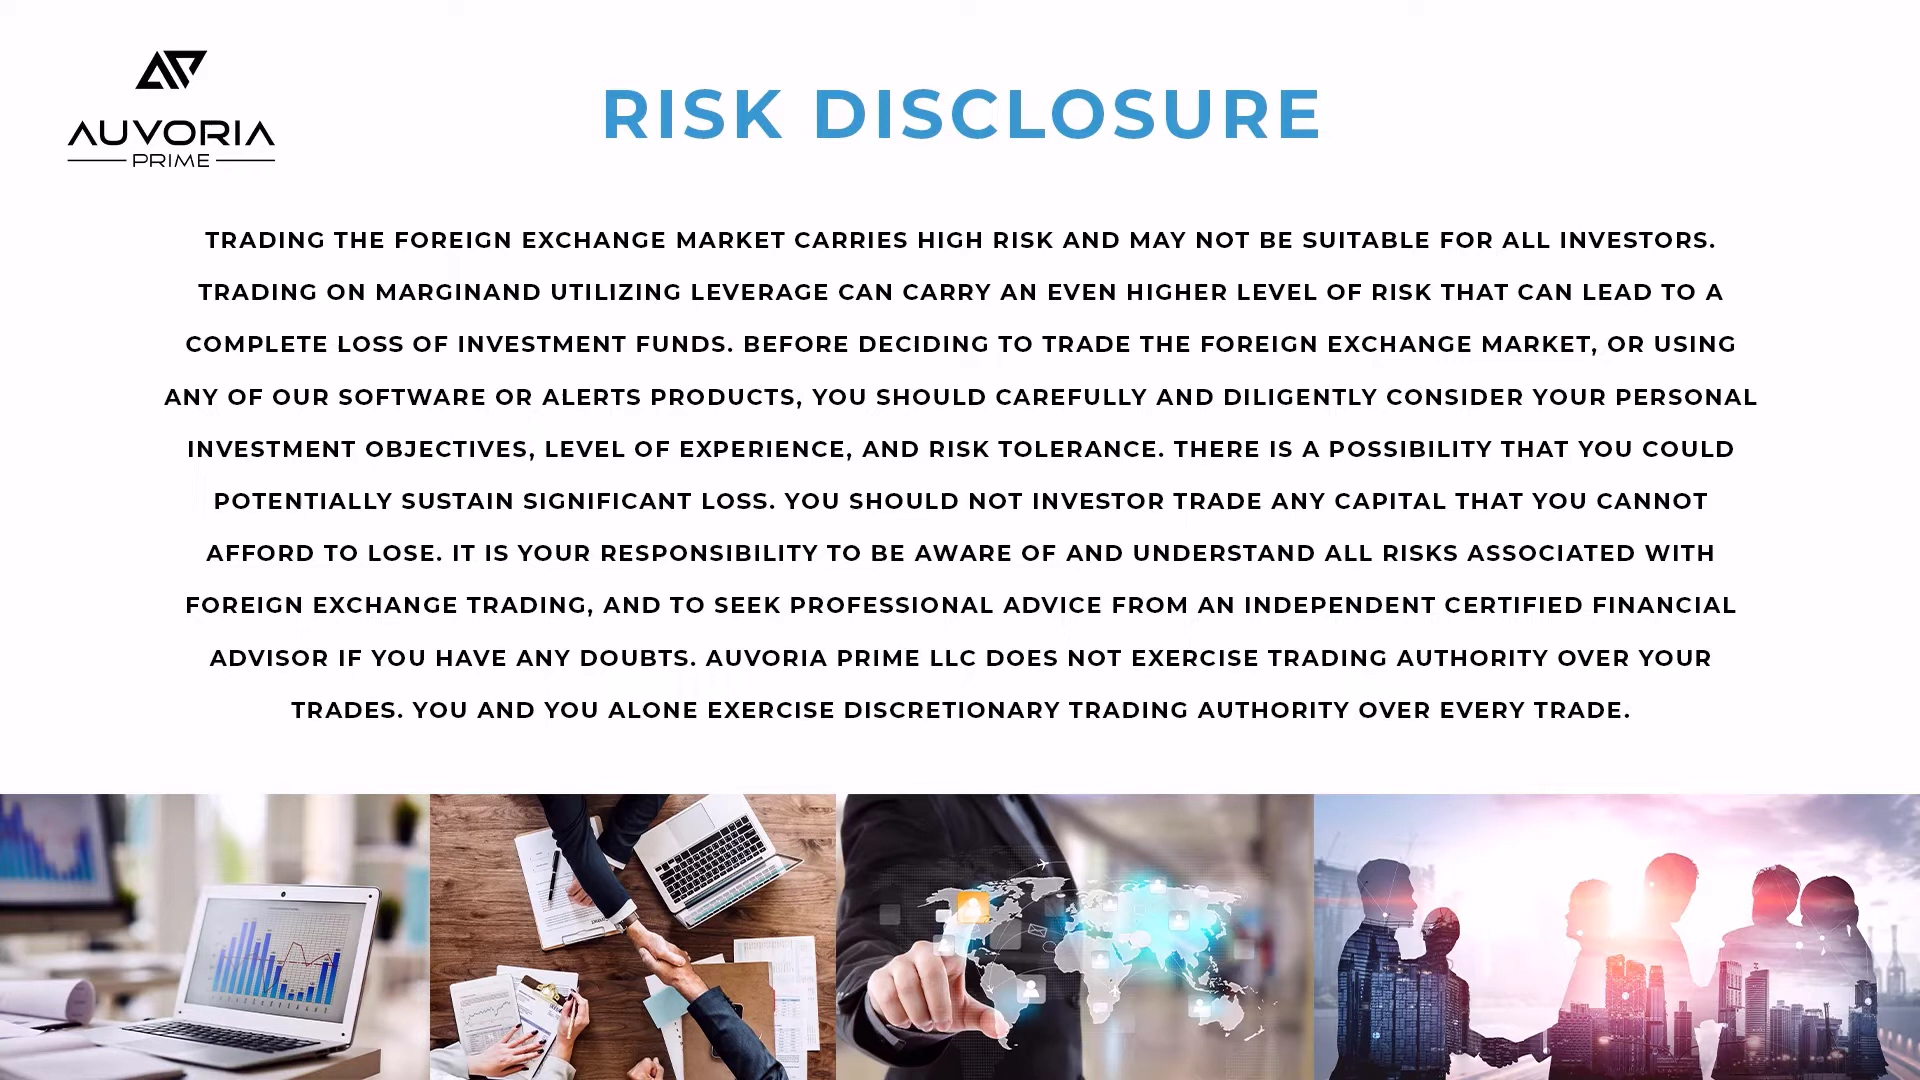 AUVORIA
PRIME
RISK DISCLOSURE
TRADING THE FOREIGN EXCHANGE MARKET CARRIES HIGH RISK AND MAY NOT BE SUITABLE FOR ALL INVESTORS.
TRADING ON MARGINAND UTILIZING LEVERAGE CAN CARRY AN EVEN HIGHER LEVEL OF RISK THAT CAN LEAD TO A
COMPLETE LOSS OF INVESTMENT FUNDS. BEFORE DECIDING TO TRADE THE FOREIGN EXCHANGE MARKET, OR USING
ANY OF OUR SOFTWARE OR ALERTS PRODUCTS, YOU SHOULD CAREFULLY AND DILIGENTLY CONSIDER YOUR PERSONAL
INVESTMENT OBJECTIVES, LEVEL OF EXPERIENCE, AND RISK TOLERANCE. THERE IS A POSSIBILITY THAT YOU COULD
POTENTIALLY SUSTAIN SIGNIFICANT LOSS. YOU SHOULD NOT INVESTOR TRADE ANY CAPITAL THAT YOU CANNOT
AFFORD TO LOSE. IT IS YOUR RESPONSIBILITY TO BE AWARE OF AND UNDERSTAND ALL RISKS ASSOCIATED WITH
FOREIGN EXCHANGE TRADING, AND TO SEEK PROFESSIONAL ADVICE FROM AN INDEPENDENT CERTIFIED FINANCIAL
ADVISOR IF YOU HAVE ANY DOUBTS. AUVORIA PRIME LLC DOES NOT EXERCISE TRADING AUTHORITY OVER YOUR
TRADES. YOU AND YOU ALONE EXERCISE DISCRETIONARY TRADING AUTHORITY OVER EVERY TRADE.